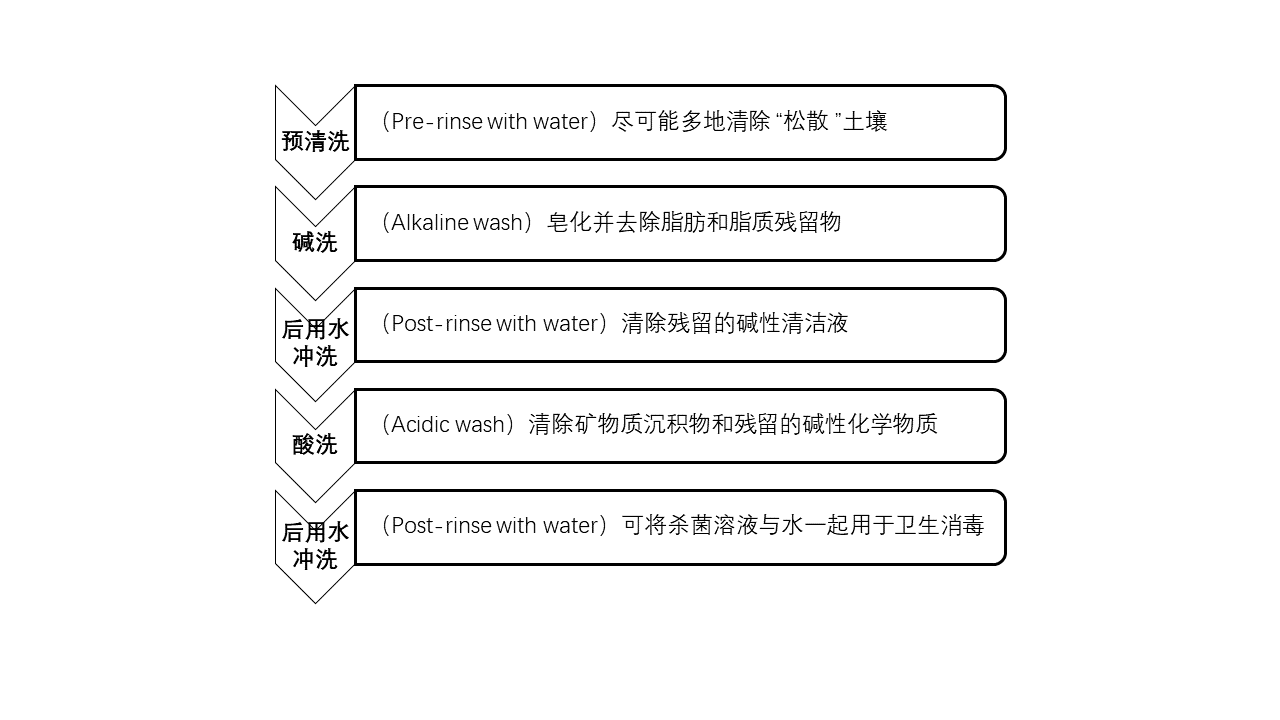 预清洗
（Pre-rinse with water）尽可能多地清除 “松散 ”土壤
碱洗
（Alkaline wash）皂化并去除脂肪和脂质残留物
后用水
冲洗
（Post-rinse with water）清除残留的碱性清洁液
酸洗
（Acidic wash）清除矿物质沉积物和残留的碱性化学物质
后用水
冲洗
（Post-rinse with water）可将杀菌溶液与水一起用于卫生消毒